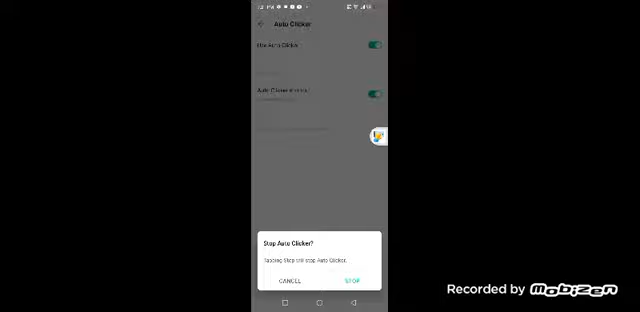 Auto Clicker
Use Auto Clicker
Auto Clicker shortcut
Stop Auto Clicker?
Tapping Stop will stop Auto Clicker.
CANCEL STOP
Recorded by Mobizen